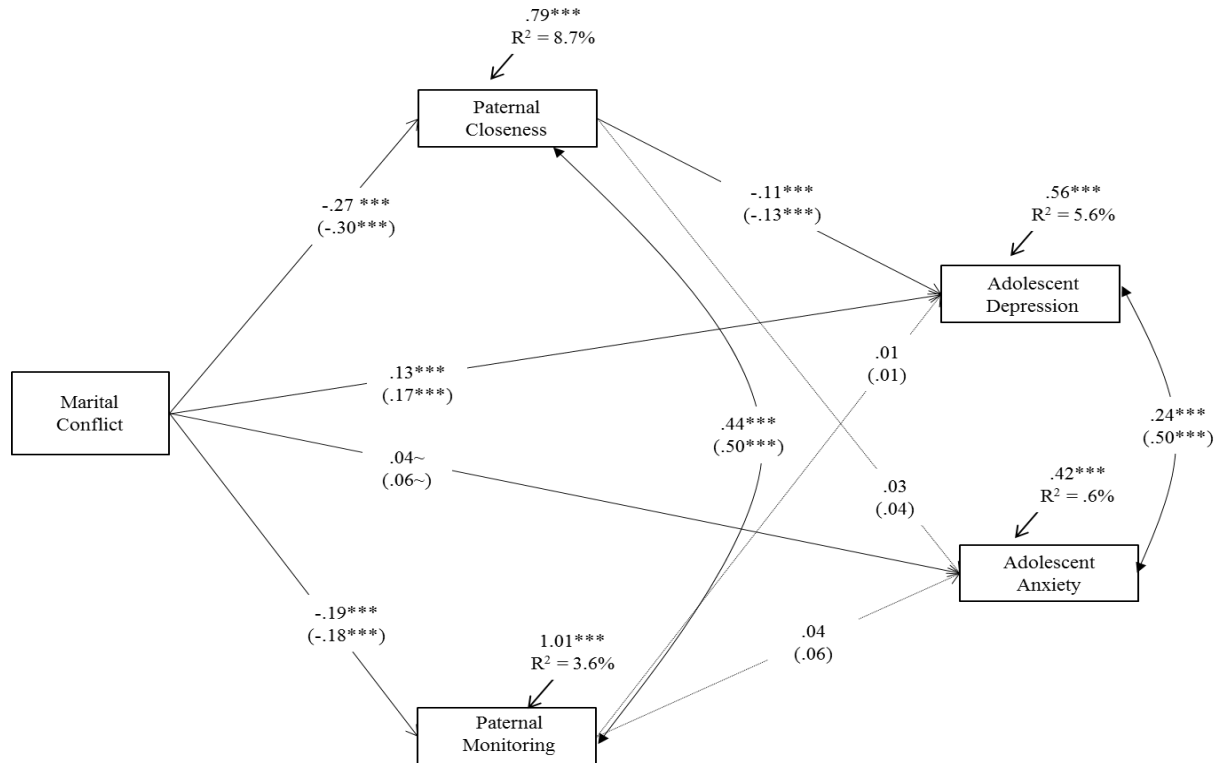 .79***
R² = 8.7%
Paternal
Closeness
-.27 ***
(-.30***)
-.11***
(-.13***)
.56***
R² = 5.6%
Adolescent
Depression
.01
(.01)
.13***
(.17***)
Marital
Conflict
.44***
(.50***)
.24***
(.50***)
.04~
(.06~)
.03
(.04)
.42***
R² = .6%
Adolescent
Anxiety
-.19***
(-.18***)
1.01***
R² = 3.6%
.04
(.06)
Paternal
Monitoring